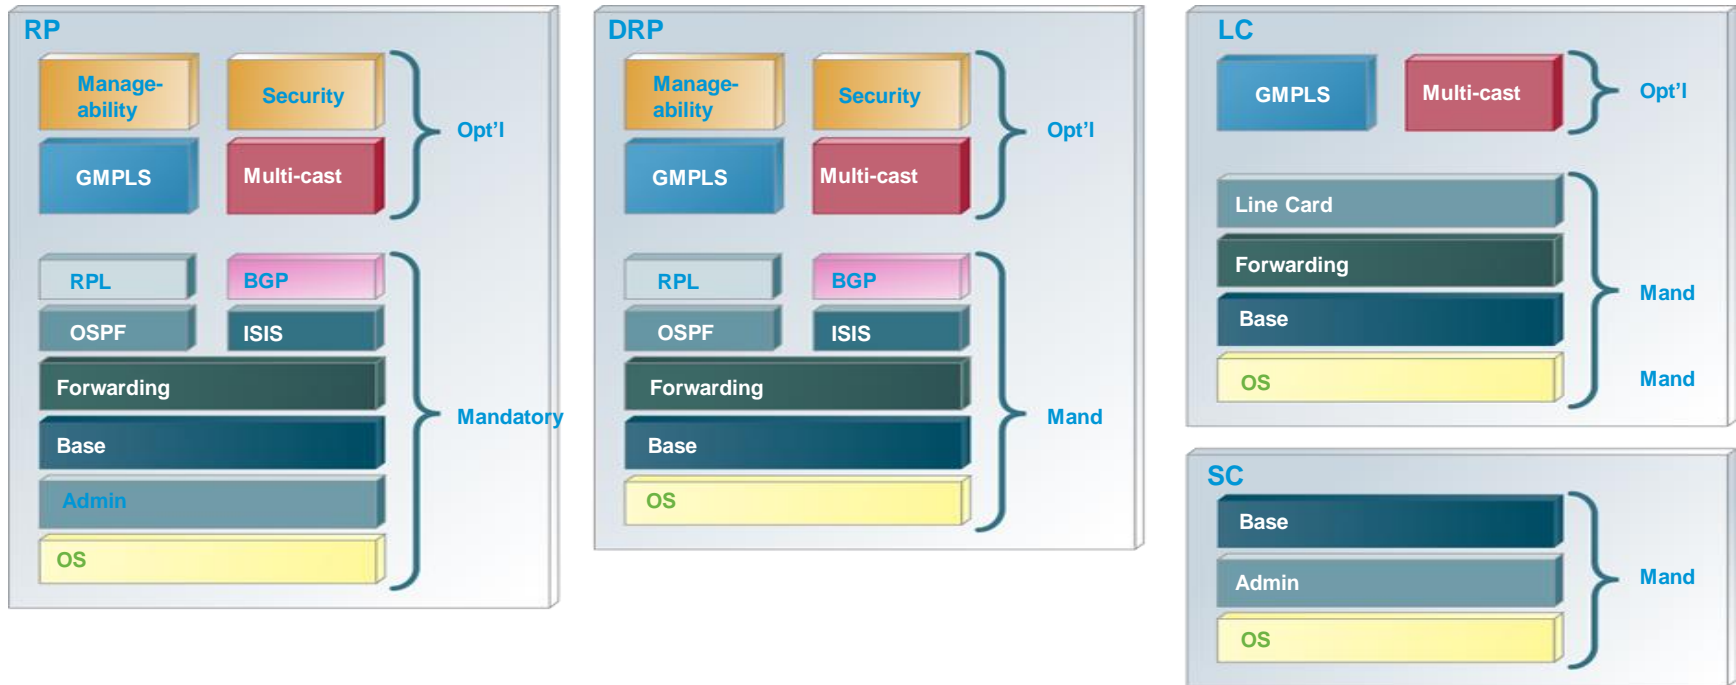 RP
Manage-
ability
Security
Opt'l
GMPLS
Multi-cast
RPL
BGP
OSPF
ISIS
Forwarding
Mandatory
Base
Admin
OS
DRP
Manage-
ability
Security
Opt'l
GMPLS
Multi-cast
RPL
BGP
OSPF
ISIS
Forwarding
Mand
Base
OS
LC
GMPLS
Multi-cast
Opt'l
Line Card
Forwarding
Mand
Base
OS
Mand
SC
Base
Admin
Mand
OS